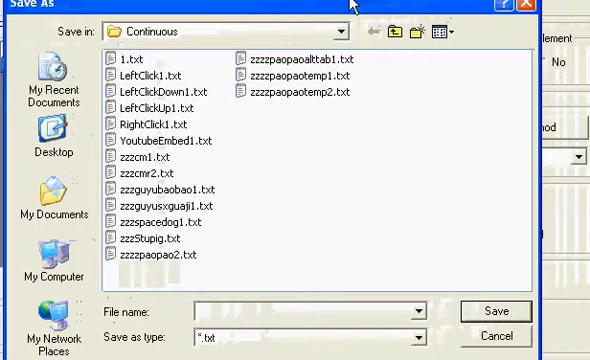 Save As
Save in:
Continuous
My Recent
Documents
Desktop
My Documents
My Computer
My Network
Places
1.txt
LeftClick1.txt
LeftClickDown1.txt
LeftClickUp1.txt
RightClick1.txt
YoutubeEmbed1.txt
zzzcm1.txt
zzzcmr2.txt
zzzguyubaobao1.txt
zzzguyusxguaji1.txt
zzzspacedog1.txt
zzzStupig.txt
zzzzpaopao2.txt
zzzzpaopaoalttab1.txt
zzzzpaopaotemp1.txt
zzzzpaopaotemp2.txt
File name:
Save
Save as type:
*.txt
Cancel
No